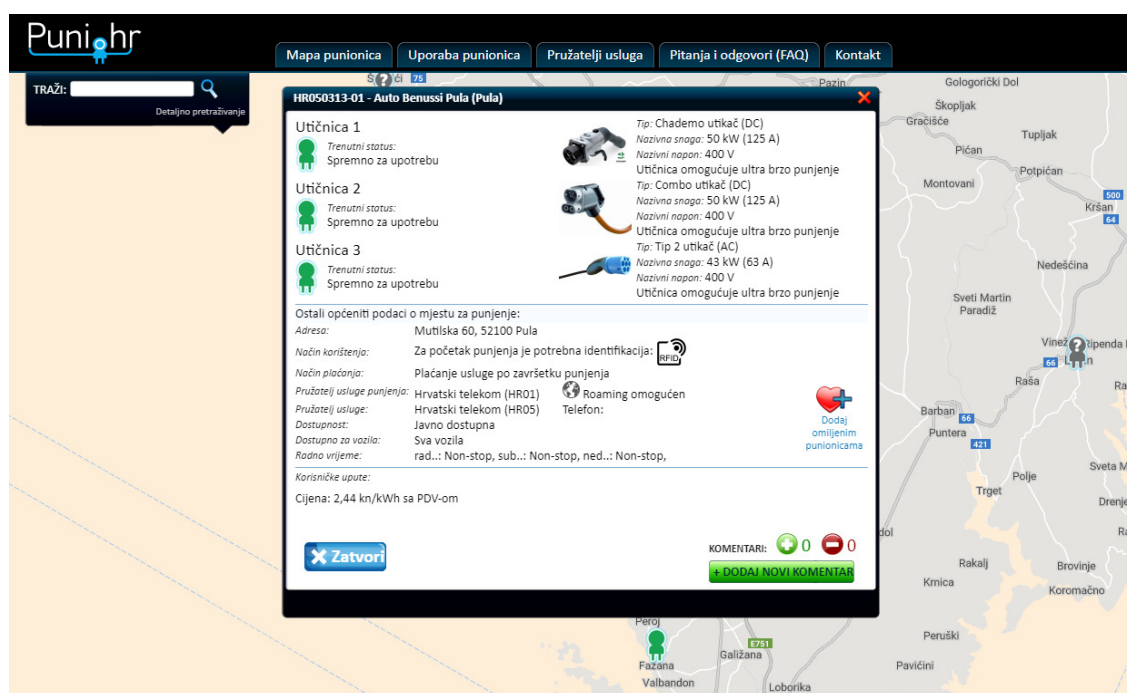 Puni.hr
Mapa punionica
Uporaba punionica
Pružatelji usluga
Pitanja i odgovori (FAQ)
Kontakt
TRAŽI:
Detaljno pretraživanje
HR050313-01 - Auto Benussi Pula (Pula)
Utičnica 1
Trenutni status:
Spremno za upotrebu
Tip: Chademo utikač (DC)
Nazivna snaga: 50 kW (125 A)
Nazivni napon: 400 V
Utičnica omogućuje ultra brzo punjenje
Utičnica 2
Trenutni status:
Spremno za upotrebu
Tip: Combo utikač (DC)
Nazivna snaga: 50 kW (125 A)
Nazivni napon: 400 V
Utičnica omogućuje ultra brzo punjenje
Utičnica 3
Trenutni status:
Spremno za upotrebu
Tip: Tip 2 utikač (AC)
Nazivna snaga: 43 kW (63 A)
Nazivni napon: 400 V
Utičnica omogućuje ultra brzo punjenje
Ostali općeniti podaci o mjestu za punjenje:
Adresa: Mutilska 60, 52100 Pula
Način korištenja: Za početak punjenja je potrebna identifikacija: RFID
Način plaćanja: Plaćanje usluge po završetku punjenja
Pružatelj usluge punjenja: Hrvatski telekom (HR01) Roaming omogućen
Pružatelj usluge: Hrvatski telekom (HR05) Telefon:
Dostupnost: Javno dostupna
Dostupno za vozila: Sva vozila
Radno vrijeme: rad..: Non-stop, sub..: Non-stop, ned..: Non-stop,
Dodaj
omiljenim
punionicama
Korisničke upute:
Cijena: 2,44 kn/kWh sa PDV-om
Zatvori
KOMENTARI: 0 0
+ DODAJ NOVI KOMENTAR
75
Pazin
Gologorički Dol
Škopljak
Gračišće
Tupljak
Pićan
Potpićan
Montovani
500
Kršan
64
Nedešćina
Sveti Martin
Paradiž
Vinež
Ripenda
66
Raša
Ra
Barban
66
Puntera
421
Polje
Sveta M
Trget
Drenje
Rakalj
Brovinje
Krnica
Koromačno
Peroj
E751
Galižana
Fažana
Valbandon
Loborika
Peruški
Pavićini